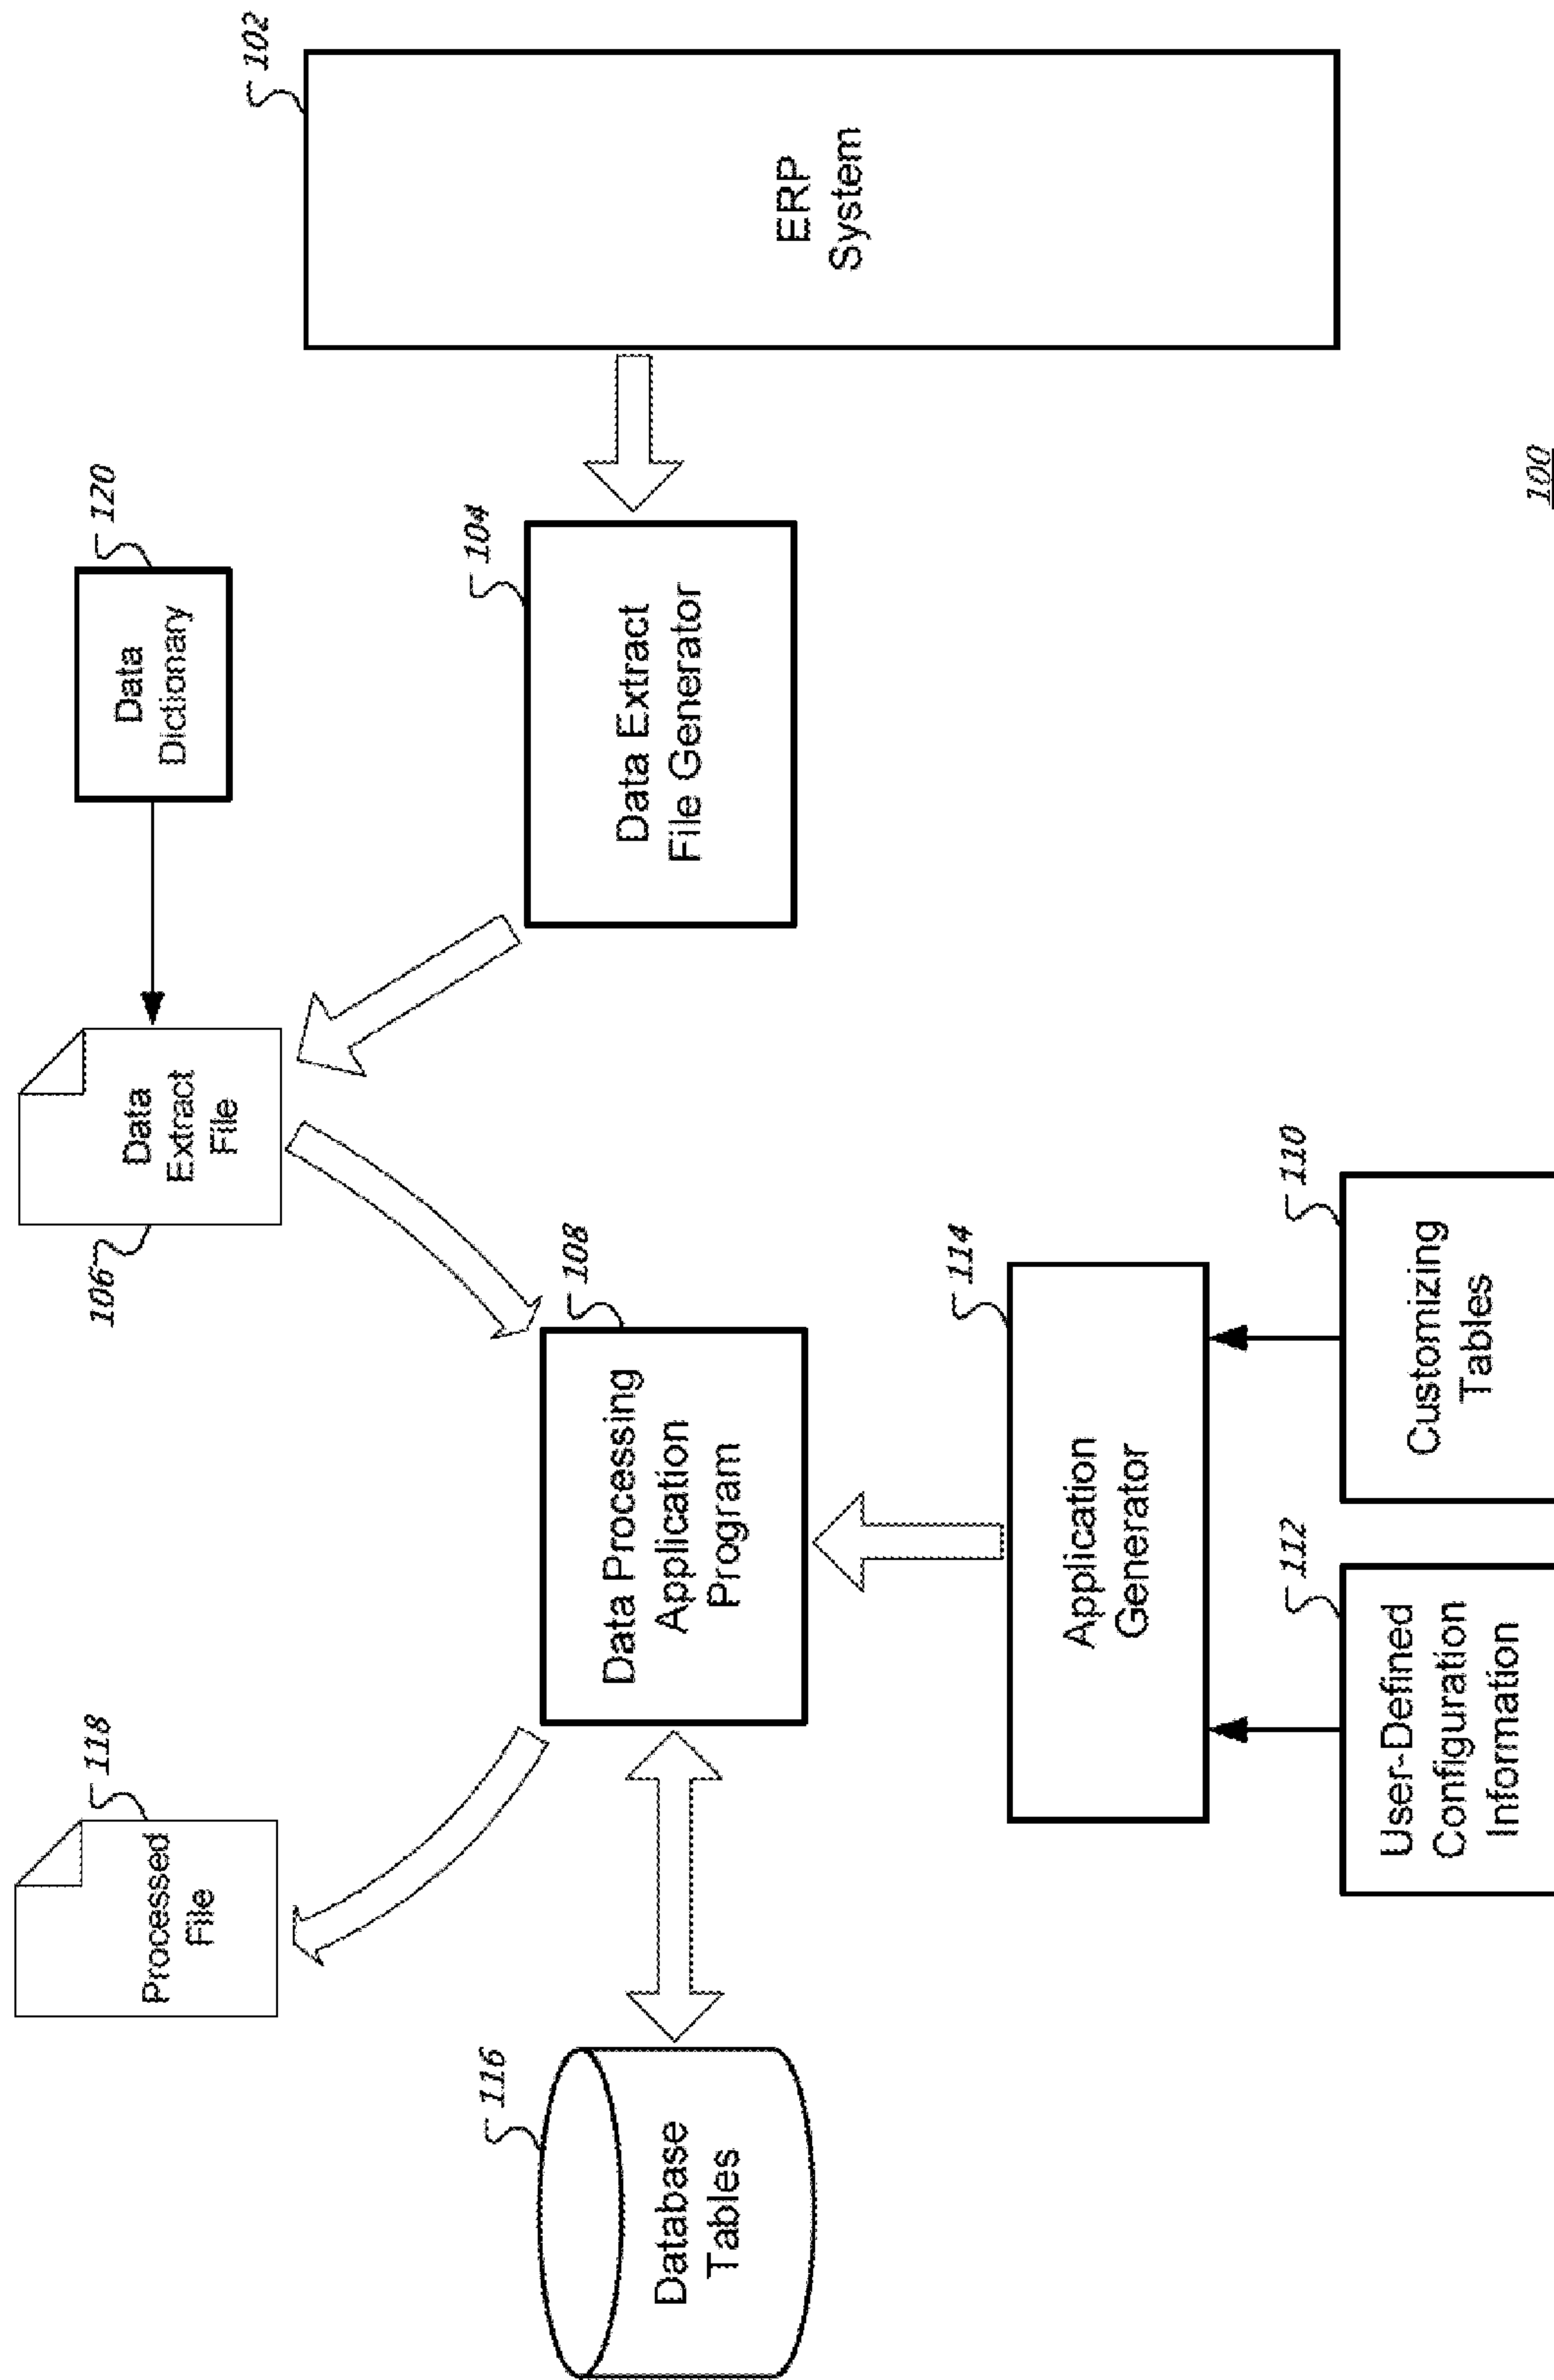 118
Processed
File
106
Data
Extract
File
120
Data
Dictionary
116
Database
Tables
108
Data Processing
Application
Program
104
Data Extract
File Generator
102
ERP
System
114
Application
Generator
112
User-Defined
Configuration
Information
110
Customizing
Tables
100